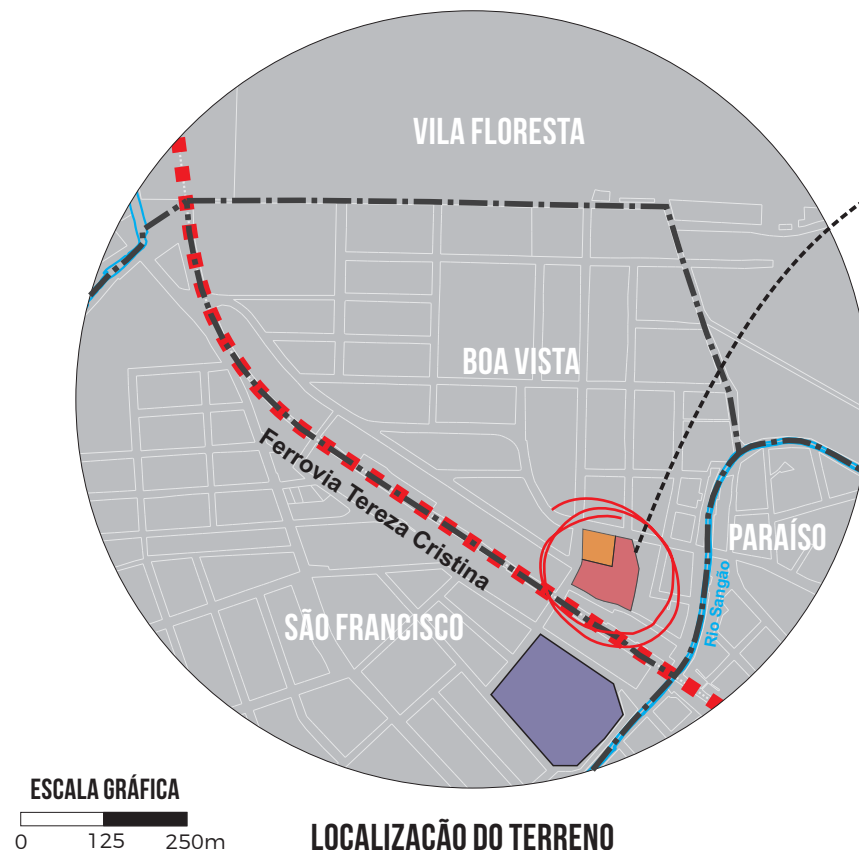 VILA FLORESTA
BOA VISTA
Ferrovia Tereza Cristina
PARAÍSO
Rio Sangão
SÃO FRANCISCO
ESCALA GRÁFICA
0 125 250m
LOCALIZAÇÃO DO TERRENO